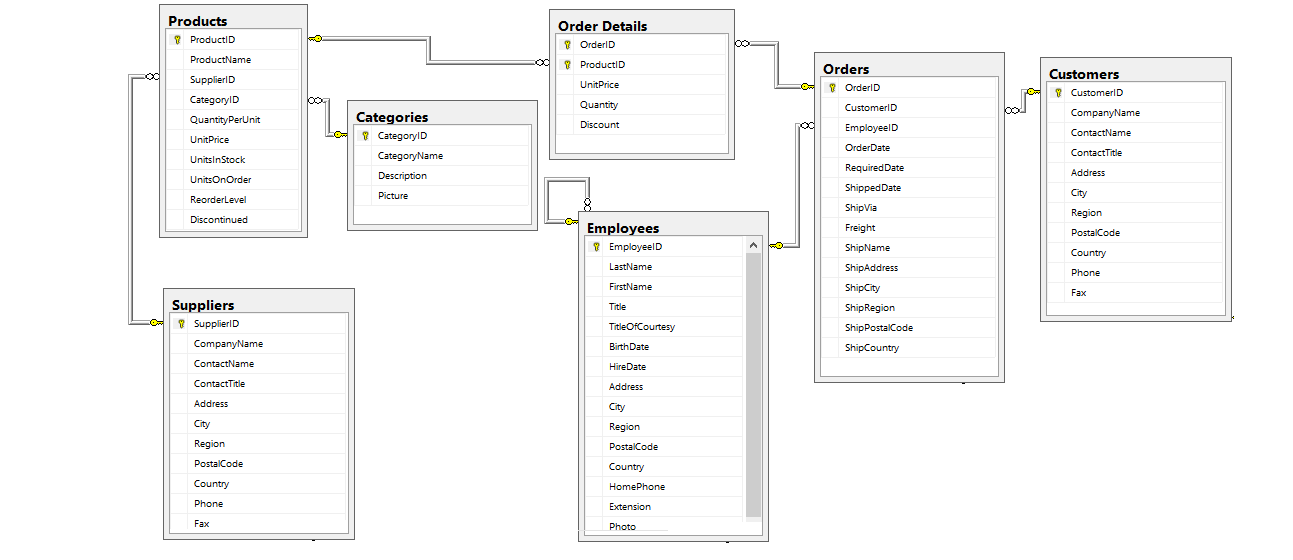 Products
ProductID
ProductName
SupplierID
CategoryID
QuantityPerUnit
UnitPrice
UnitsInStock
UnitsOnOrder
ReorderLevel
Discontinued
Categories
CategoryID
CategoryName
Description
Picture
Order Details
OrderID
ProductID
UnitPrice
Quantity
Discount
Orders
OrderID
CustomerID
EmployeeID
OrderDate
RequiredDate
ShippedDate
ShipVia
Freight
ShipName
ShipAddress
ShipCity
ShipRegion
ShipPostalCode
ShipCountry
Customers
CustomerID
CompanyName
ContactName
ContactTitle
Address
City
Region
PostalCode
Country
Phone
Fax
Suppliers
SupplierID
CompanyName
ContactName
ContactTitle
Address
City
Region
PostalCode
Country
Phone
Fax
Employees
EmployeeID
LastName
FirstName
Title
TitleOfCourtesy
BirthDate
HireDate
Address
City
Region
PostalCode
Country
HomePhone
Extension
Photo